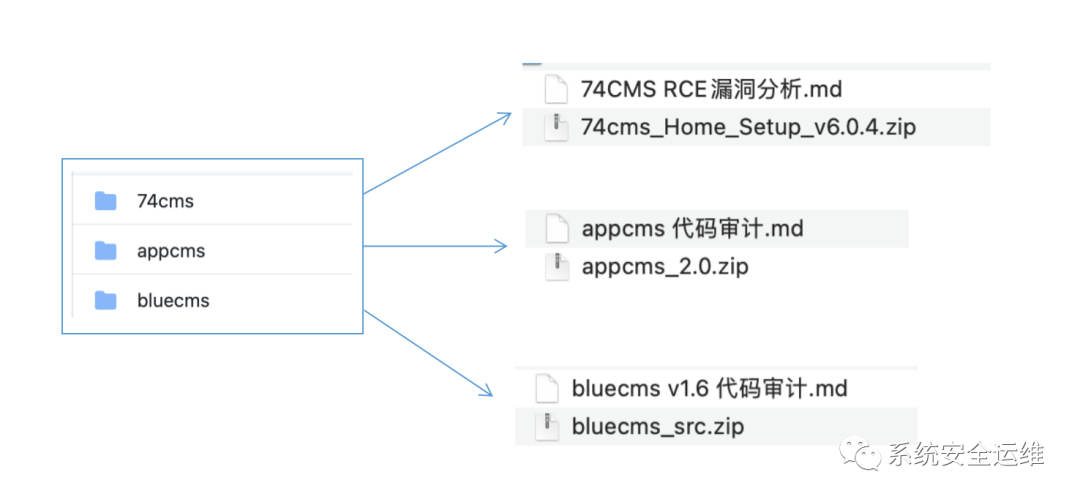 74cms
appcms
bluecms
74CMS RCE漏洞分析.md
74cms_Home_Setup_v6.0.4.zip
appcms 代码审计.md
appcms_2.0.zip
bluecms v1.6 代码审计.md
bluecms_src.zip
系统安全运维